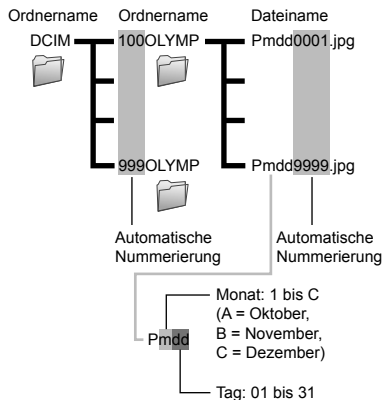 Ordnername Ordnername Dateiname
DCIM 100OLYMP Pmdd0001.jpg
999OLYMP Pmdd9999.jpg
Automatische Nummerierung
Automatische Nummerierung
Monat: 1 bis C
(A = Oktober,
B = November,
C = Dezember)
Pmdd
Tag: 01 bis 31